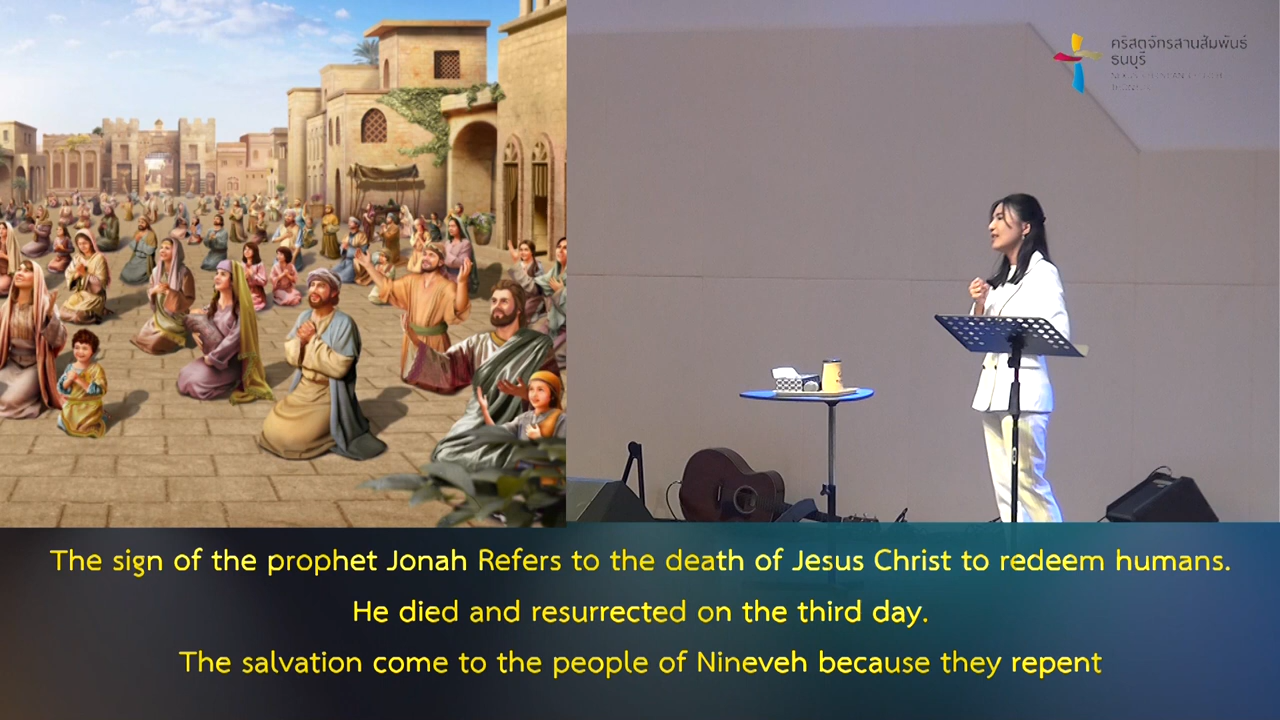 คริสตจักรสานสัมพันธ์
ธนบุรี
The sign of the prophet Jonah Refers to the death of Jesus Christ to redeem humans.
He died and resurrected on the third day.
The salvation come to the people of Nineveh because they repent